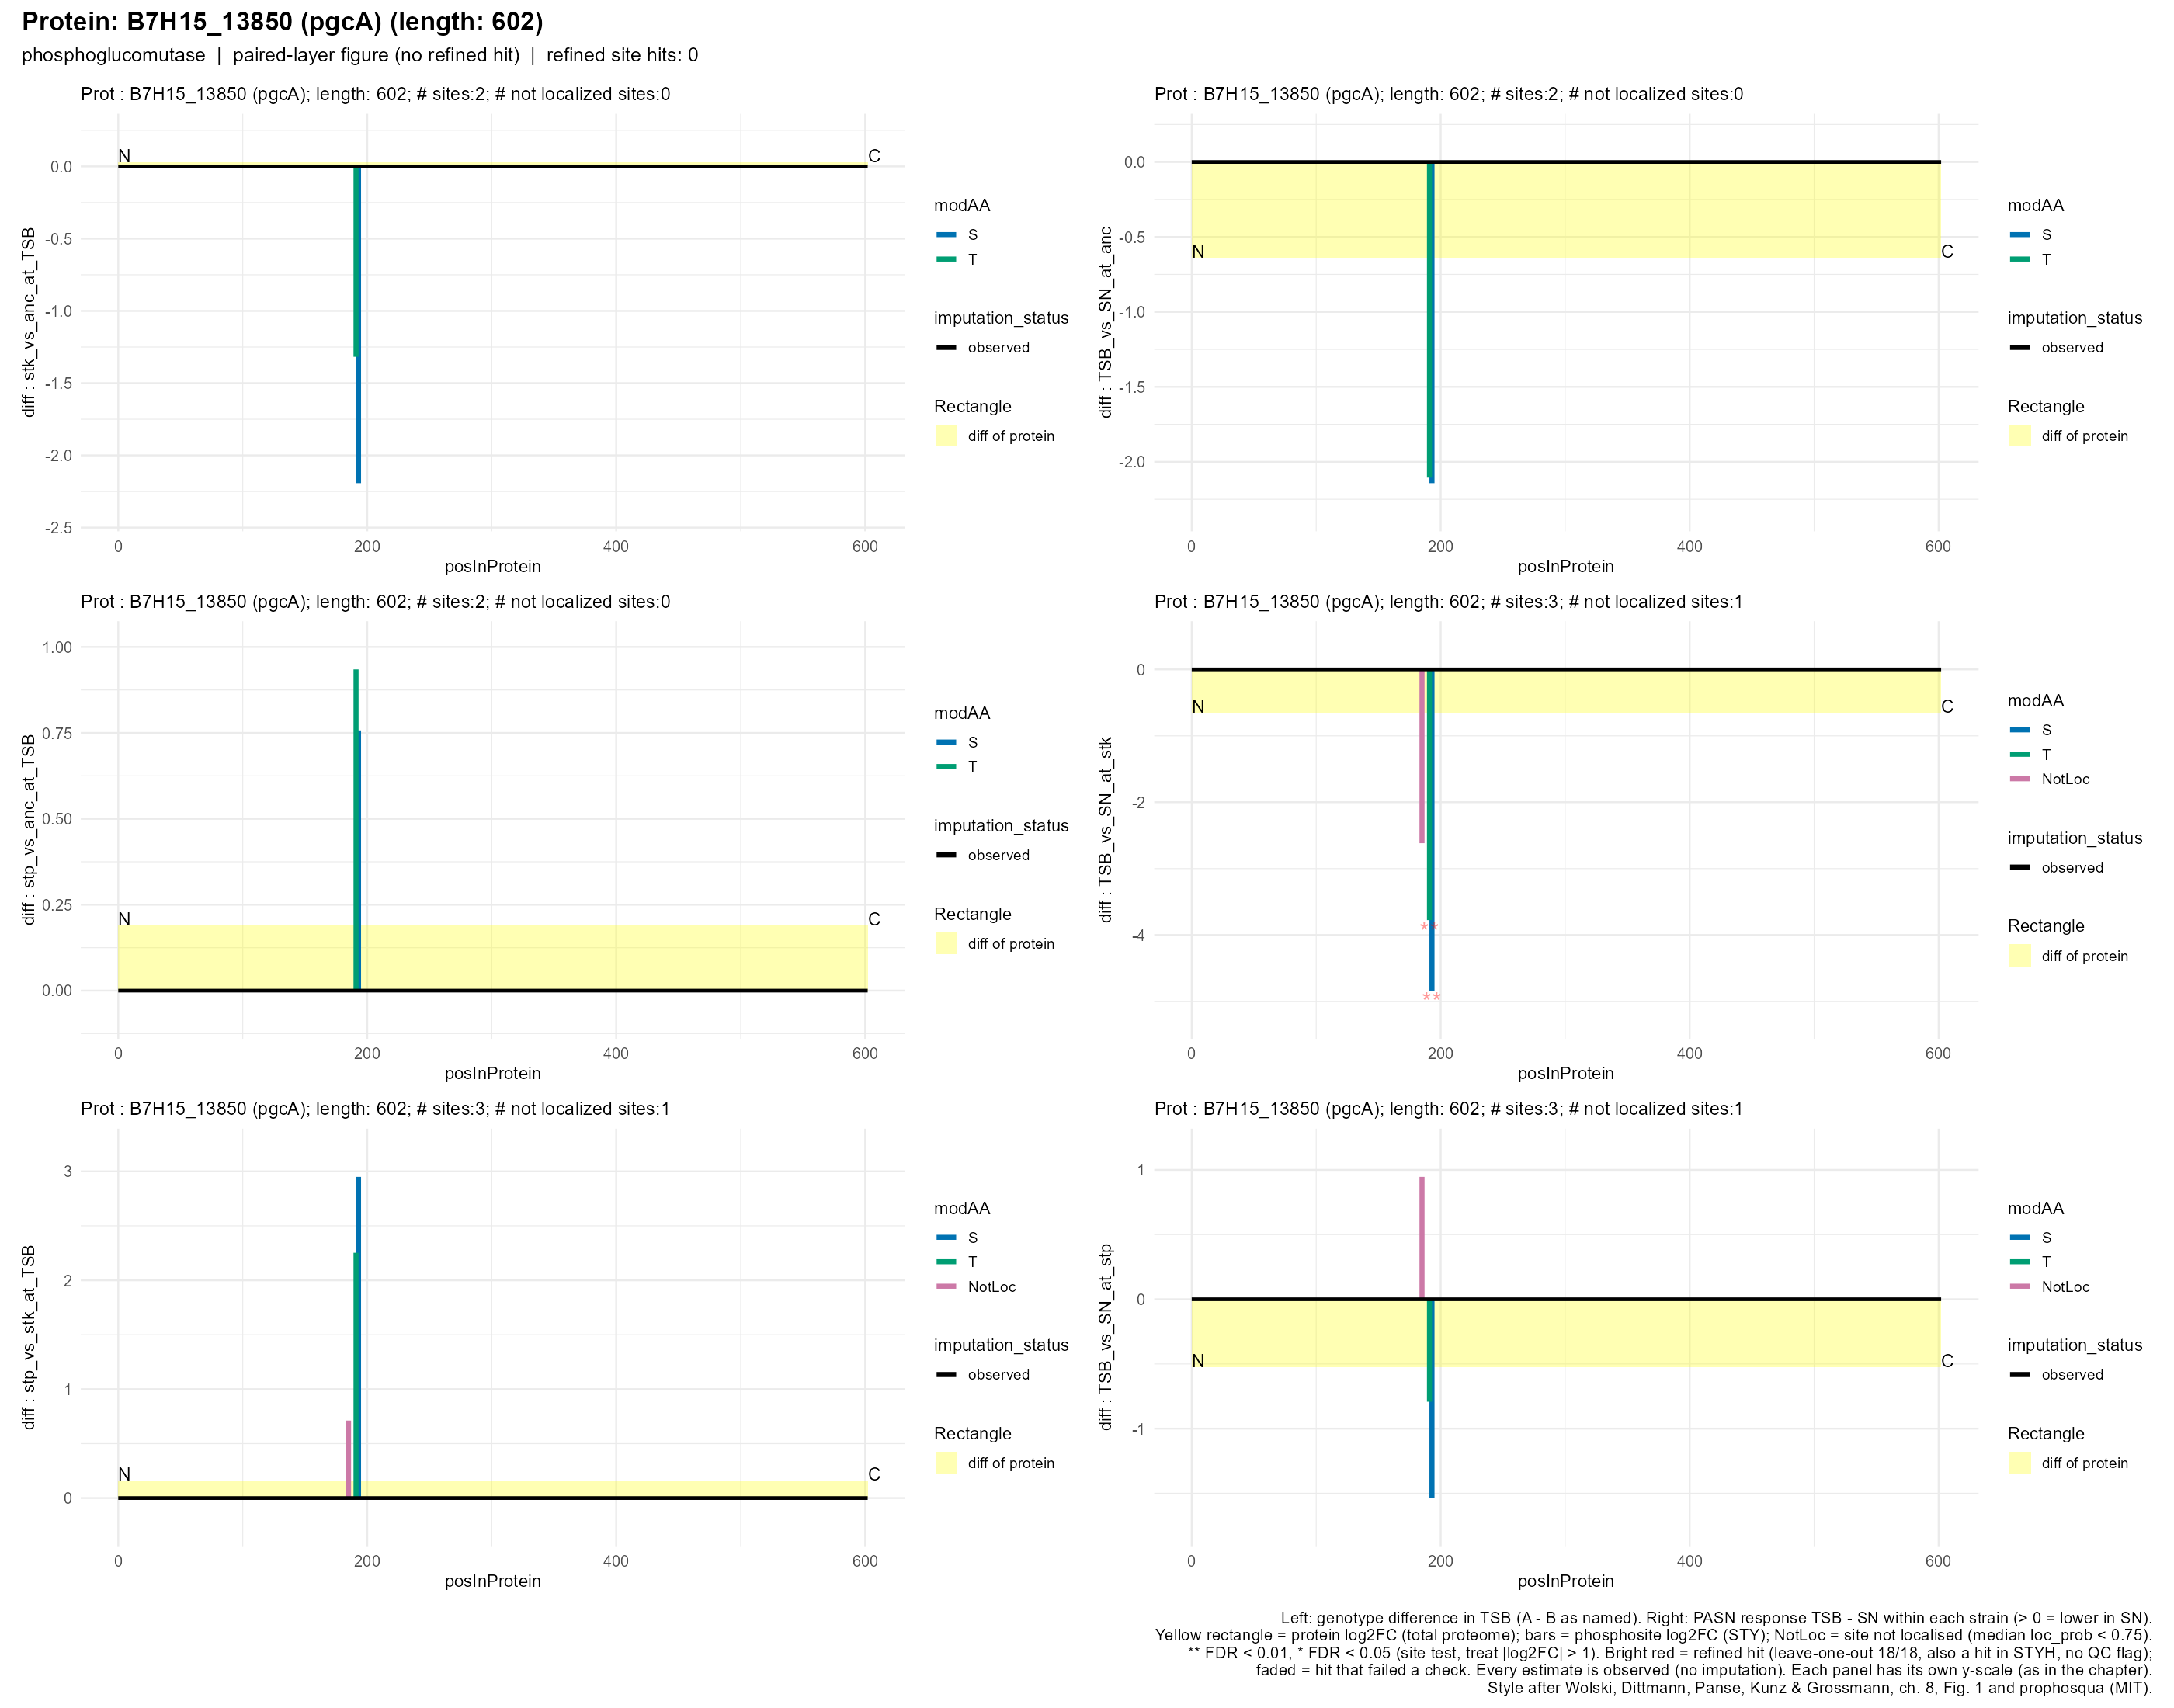 Protein: B7H15_13850 (pgcA) (length: 602)
phosphoglucomutase | paired-layer figure (no refined hit) | refined site hits: 0
Prot : B7H15_13850 (pgcA); length: 602; # sites:2; # not localized sites:0
diff : stk_vs_anc_at_TSB
0.0
-0.5
-1.0
-1.5
-2.0
-2.5
N
C
0
200
400
600
posInProtein
modAA
S
T
imputation_status
observed
Rectangle
diff of protein
Prot : B7H15_13850 (pgcA); length: 602; # sites:2; # not localized sites:0
diff : TSB_vs_SN_at_anc
0.0
-0.5
-1.0
-1.5
-2.0
N
C
0
200
400
600
posInProtein
modAA
S
T
imputation_status
observed
Rectangle
diff of protein
Prot : B7H15_13850 (pgcA); length: 602; # sites:2; # not localized sites:0
diff : stp_vs_anc_at_TSB
1.00
0.75
0.50
0.25
0.00
N
C
0
200
400
600
posInProtein
modAA
S
T
imputation_status
observed
Rectangle
diff of protein
Prot : B7H15_13850 (pgcA); length: 602; # sites:3; # not localized sites:1
diff : TSB_vs_SN_at_stk
0
-2
-4
N
C
**
**
0
200
400
600
posInProtein
modAA
S
T
NotLoc
imputation_status
observed
Rectangle
diff of protein
Prot : B7H15_13850 (pgcA); length: 602; # sites:3; # not localized sites:1
diff : stp_vs_stk_at_TSB
3
2
1
0
N
C
0
200
400
600
posInProtein
modAA
S
T
NotLoc
imputation_status
observed
Rectangle
diff of protein
Prot : B7H15_13850 (pgcA); length: 602; # sites:3; # not localized sites:1
diff : TSB_vs_SN_at_stp
1
0
-1
N
C
0
200
400
600
posInProtein
modAA
S
T
NotLoc
imputation_status
observed
Rectangle
diff of protein
Left: genotype difference in TSB (A - B as named). Right: PASN response TSB - SN within each strain (> 0 = lower in SN).
Yellow rectangle = protein log2FC (total proteome); bars = phosphosite log2FC (STY); NotLoc = site not localised (median loc_prob < 0.75).
** FDR < 0.01, * FDR < 0.05 (site test, treat |log2FC| > 1). Bright red = refined hit (leave-one-out 18/18, also a hit in STYH, no QC flag);
faded = hit that failed a check. Every estimate is observed (no imputation). Each panel has its own y-scale (as in the chapter).
Style after Wolski, Dittmann, Panse, Kunz & Grossmann, ch. 8, Fig. 1 and prophosqua (MIT).